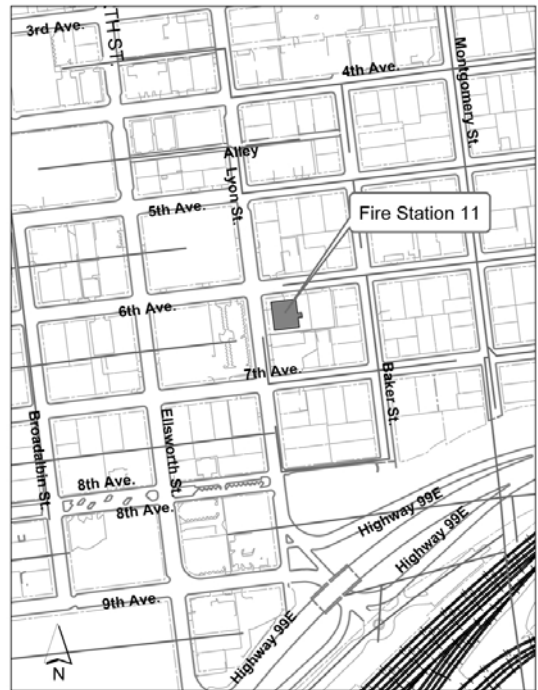 3rd Ave.
TH ST.
4th Ave.
Montgomery St.
Alley
Lyon St.
5th Ave.
Fire Station 11
6th Ave.
7th Ave.
Baker St.
Broadalbin St.
Ellsworth St
8th Ave.
8th Ave.
Highway 99E
Highway 99E
9th Ave.
Highway 99E
N